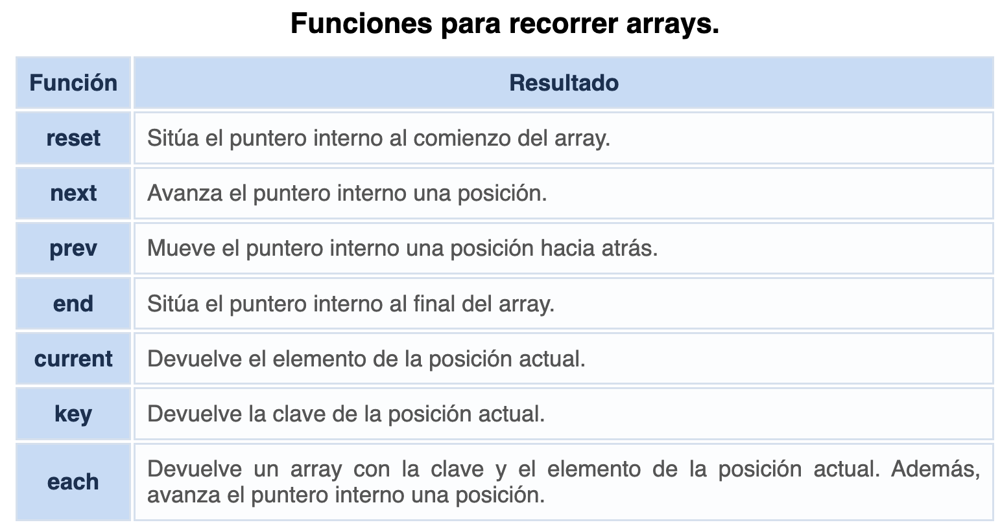 Funciones para recorrer arrays.
Función Resultado
reset Sitúa el puntero interno al comienzo del array.
next Avanza el puntero interno una posición.
prev Mueve el puntero interno una posición hacia atrás.
end Sitúa el puntero interno al final del array.
current Devuelve el elemento de la posición actual.
key Devuelve la clave de la posición actual.
each Devuelve un array con la clave y el elemento de la posición actual. Además,
avanza el puntero interno una posición.